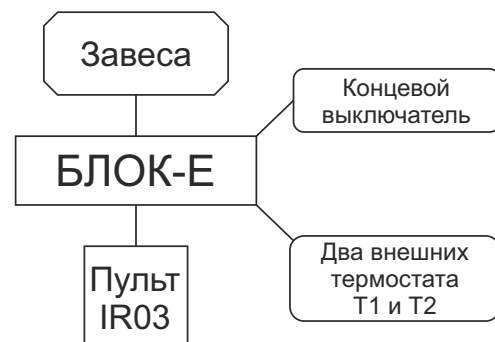 Завеса
Концевой
выключатель
БЛОК-Е
Пульт
IR03
Два внешних
термостата
Т1 и Т2